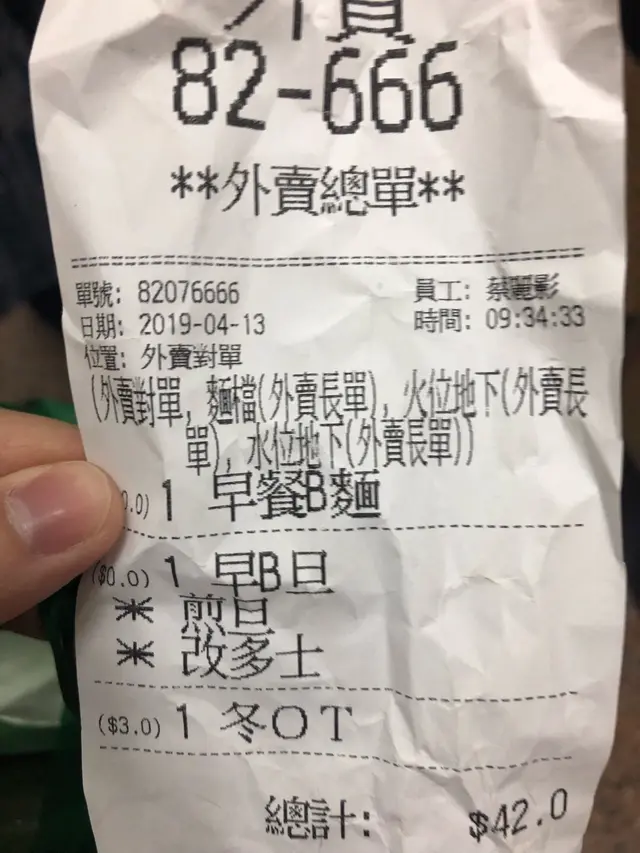 外賣
82-666
**外賣總單**
單號: 82076666 員工: 蔡麗影
日期: 2019-04-13 時間: 09:34:33
位置: 外賣對單
(外賣對單, 麵檔(外賣長單), 火位地下(外賣長
單), 水位地下(外賣長單))
0.0) 1 早餐B麵
($0.0) 1 早B旦
* 煎旦
* 改多士
($3.0) 1 冬OT
總計: $42.0